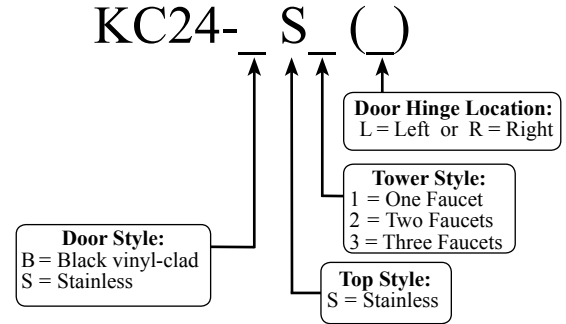 KC24-_ S_ (_)
Door Hinge Location:
L = Left or R = Right
Tower Style:
1 = One Faucet
2 = Two Faucets
3 = Three Faucets
Door Style:
B = Black vinyl-clad
S = Stainless
Top Style:
S = Stainless